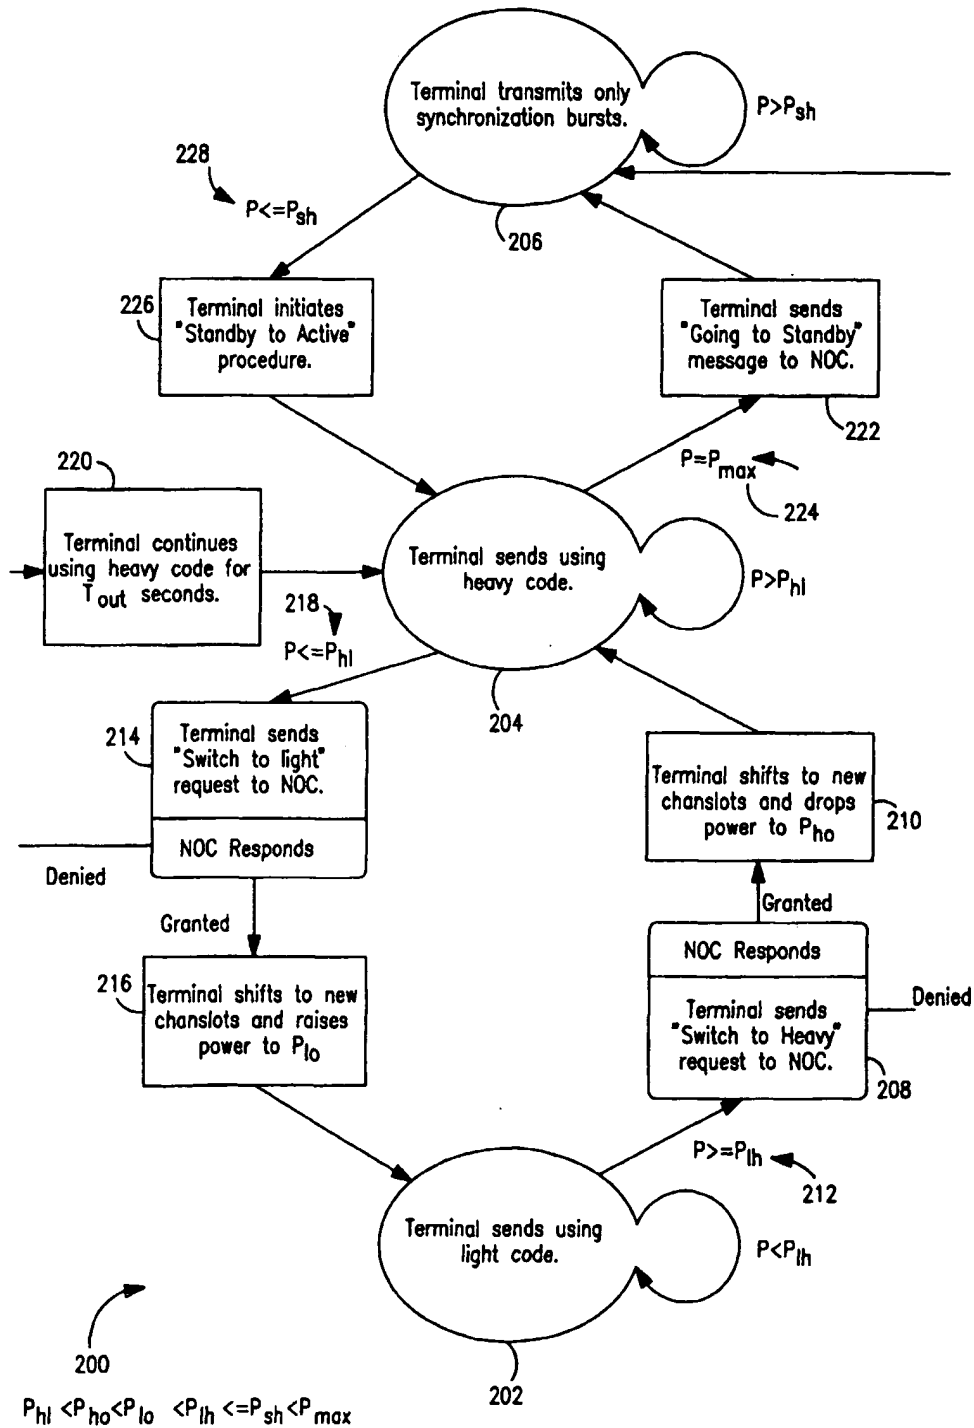 Terminal transmits only
synchronization bursts.
P>Psh
228
P<=Psh
206
226
Terminal initiates
"Standby to Active"
procedure.
Terminal sends
"Going to Standby"
message to NOC.
222
220
P=Pmax
224
Terminal continues
using heavy code for
Tout seconds.
Terminal sends using
heavy code.
P>Phl
218
P<=Phl
204
214
Terminal sends
"Switch to light"
request to NOC.
NOC Responds
Denied
Granted
Terminal shifts to new
chanslots and drops
power to Pho
210
Granted
216
Terminal shifts to new
chanslots and raises
power to Plo
NOC Responds
Denied
Terminal sends
"Switch to Heavy"
request to NOC.
208
P>=Plh
212
Terminal sends using
light code.
P<Plh
200
202
Phl <Pho<Plo <Plh <=Psh<Pmax